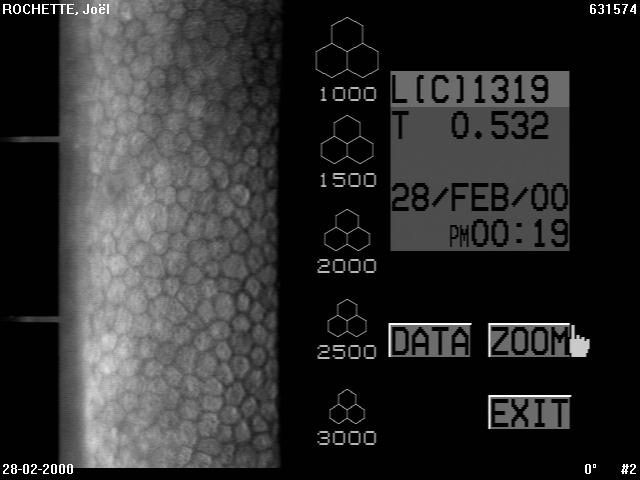 ROCHETTE, Joël
631574
1000
1500
2000
2500
3000
L[C]1319
T 0.532
28/FEB/00
PM00:19
DATA
ZOOM
EXIT
28-02-2000
0°
#2